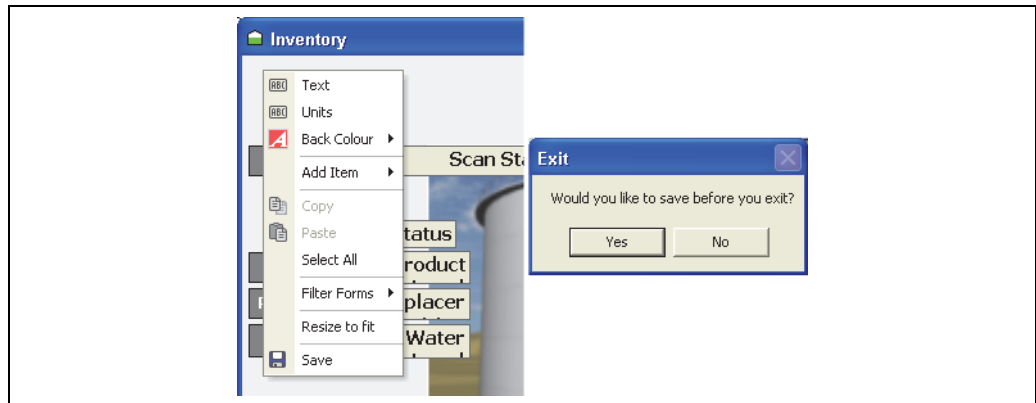 Inventory
Text
Units
Back Colour
Add Item
Copy
Paste
Select All
Filter Forms
Resize to fit
Save
Scan Sta
tatus
roduct
placer
Water
Exit
Would you like to save before you exit?
Yes
No